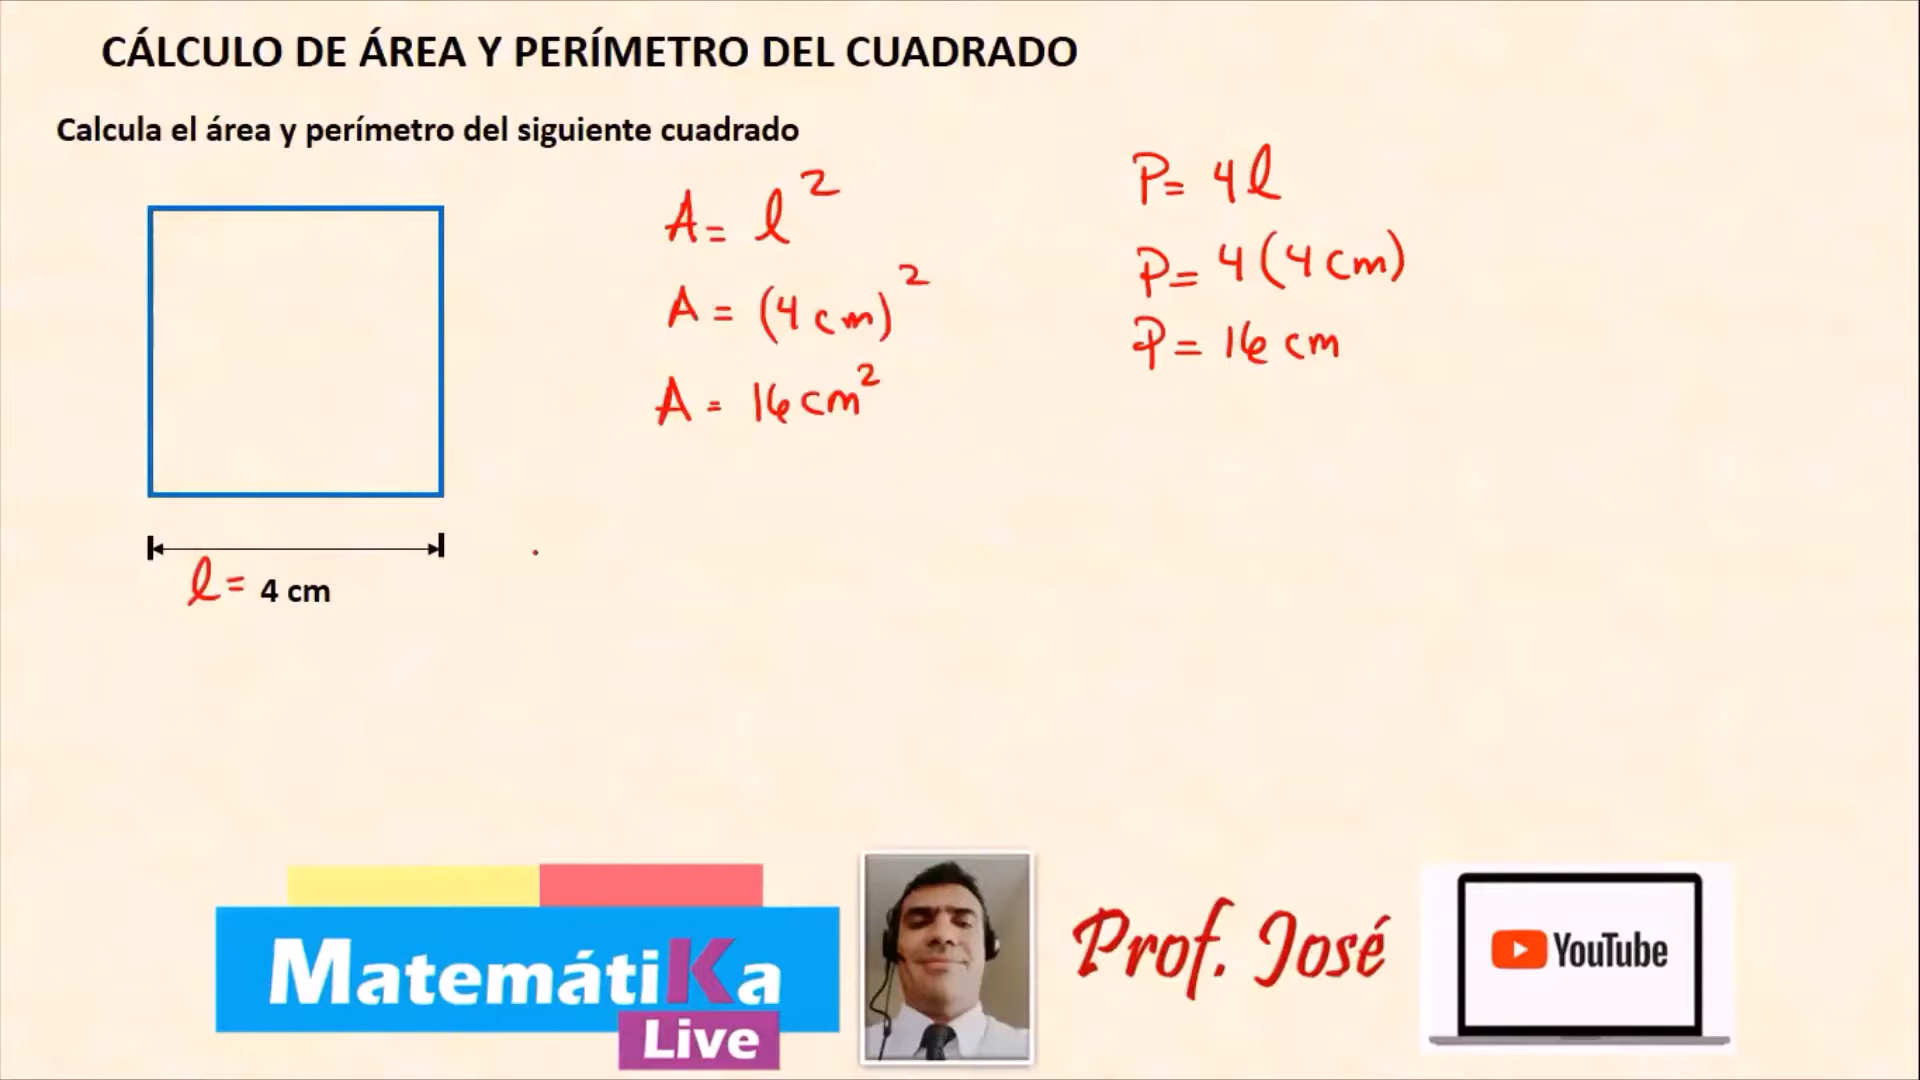 CÁLCULO DE ÁREA Y PERÍMETRO DEL CUADRADO
Calcula el área y perímetro del siguiente cuadrado
A = l²
A = (4 cm)²
A = 16 cm²
P = 4l
P = 4(4 cm)
P = 16 cm
l = 4 cm
MatemátiKa
Live
Prof. José
YouTube